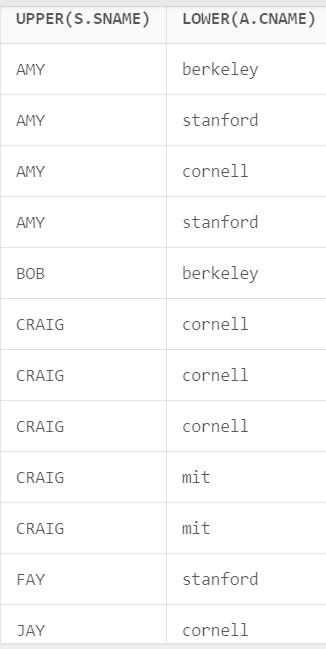 UPPER(S.SNAME) LOWER(A.CNAME)
AMY berkeley
AMY stanford
AMY cornell
AMY stanford
BOB berkeley
CRAIG cornell
CRAIG cornell
CRAIG cornell
CRAIG mit
CRAIG mit
FAY stanford
JAY cornell